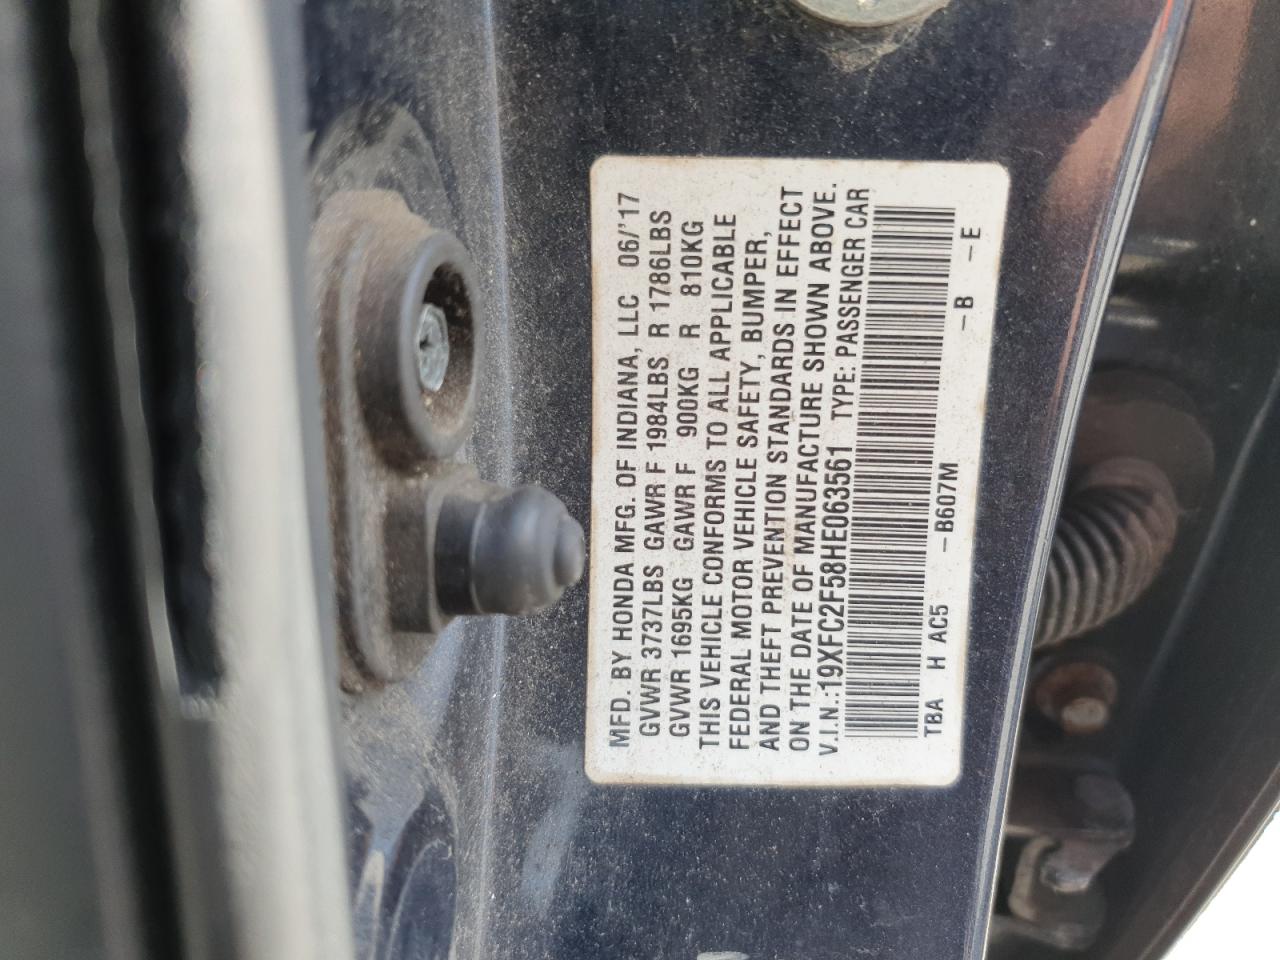 MFD. BY HONDA MFG. OF INDIANA, LLC 06/'17
GVWR 3737LBS GAWR F 1984LBS R 1786LBS
GVWR 1695KG GAWR F 900KG R 810KG
THIS VEHICLE CONFORMS TO ALL APPLICABLE
FEDERAL MOTOR VEHICLE SAFETY, BUMPER,
AND THEFT PREVENTION STANDARDS IN EFFECT
ON THE DATE OF MANUFACTURE SHOWN ABOVE.
V.I.N.:19XFC2F58HE063561 TYPE: PASSENGER CAR
TBA H AC5 -B607M -B -E